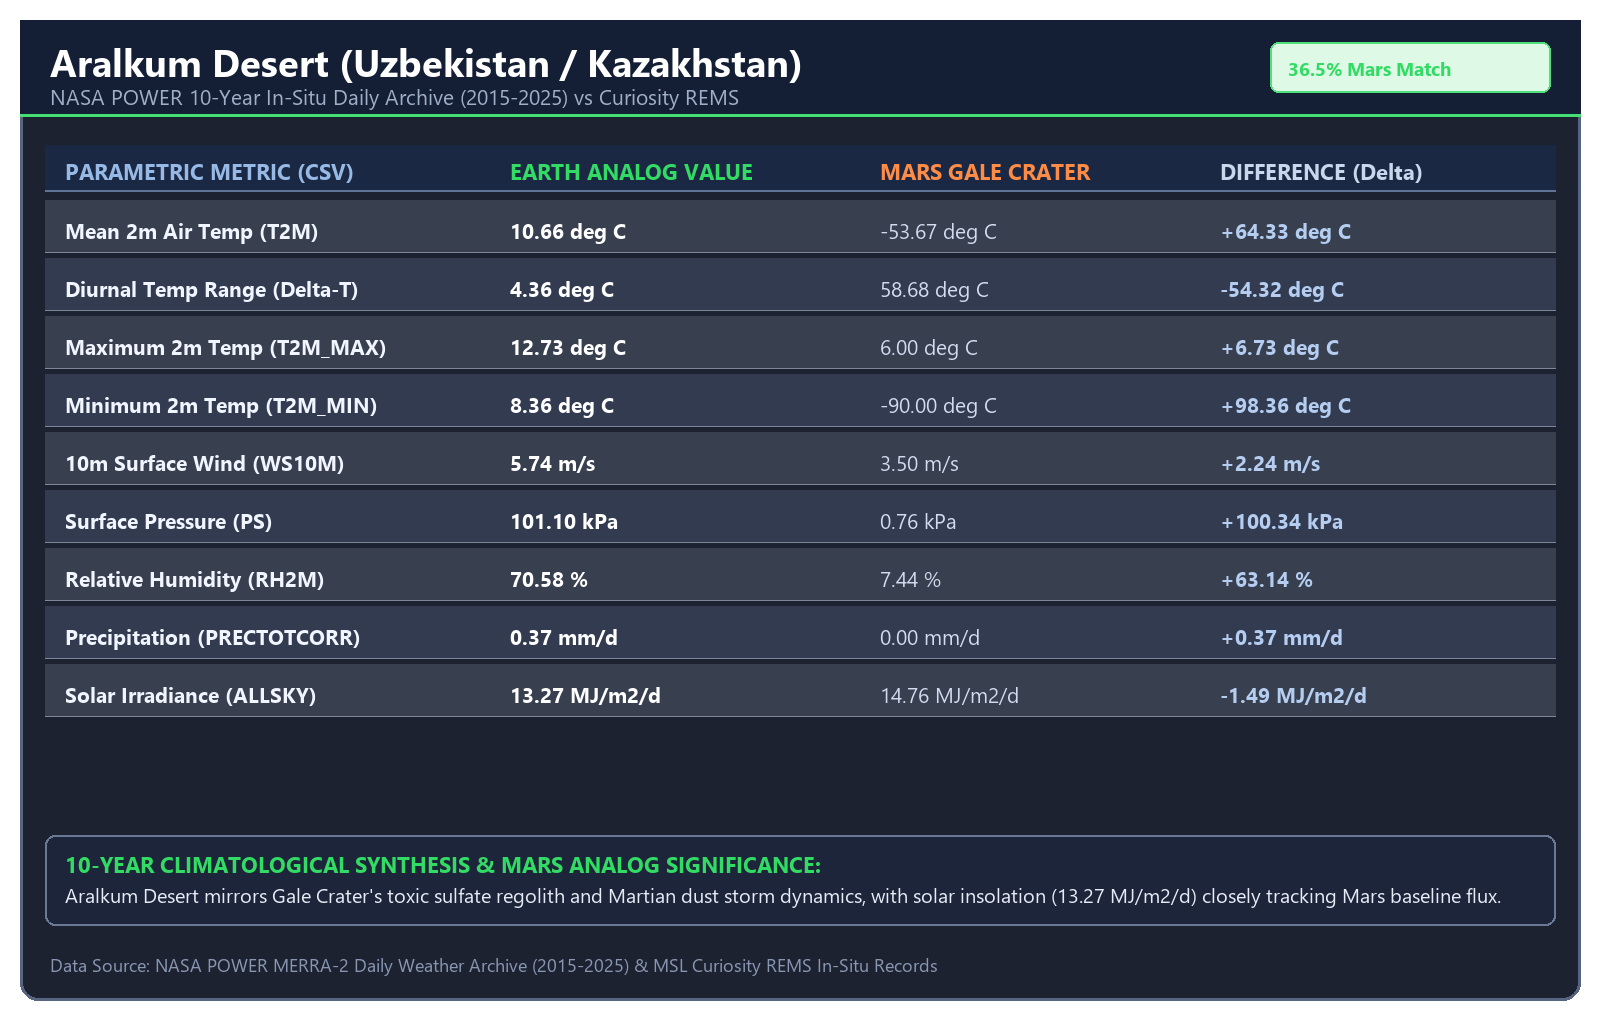 Aralkum Desert (Uzbekistan / Kazakhstan)
36.5% Mars Match
NASA POWER 10-Year In-Situ Daily Archive (2015-2025) vs Curiosity REMS
PARAMETRIC METRIC (CSV) EARTH ANALOG VALUE MARS GALE CRATER DIFFERENCE (Delta)
Mean 2m Air Temp (T2M) 10.66 deg C -53.67 deg C +64.33 deg C
Diurnal Temp Range (Delta-T) 4.36 deg C 58.68 deg C -54.32 deg C
Maximum 2m Temp (T2M_MAX) 12.73 deg C 6.00 deg C +6.73 deg C
Minimum 2m Temp (T2M_MIN) 8.36 deg C -90.00 deg C +98.36 deg C
10m Surface Wind (WS10M) 5.74 m/s 3.50 m/s +2.24 m/s
Surface Pressure (PS) 101.10 kPa 0.76 kPa +100.34 kPa
Relative Humidity (RH2M) 70.58 % 7.44 % +63.14 %
Precipitation (PRECTOTCORR) 0.37 mm/d 0.00 mm/d +0.37 mm/d
Solar Irradiance (ALLSKY) 13.27 MJ/m2/d 14.76 MJ/m2/d -1.49 MJ/m2/d
10-YEAR CLIMATOLOGICAL SYNTHESIS & MARS ANALOG SIGNIFICANCE:
Aralkum Desert mirrors Gale Crater's toxic sulfate regolith and Martian dust storm dynamics, with solar insolation (13.27 MJ/m2/d) closely tracking Mars baseline flux.
Data Source: NASA POWER MERRA-2 Daily Weather Archive (2015-2025) & MSL Curiosity REMS In-Situ Records